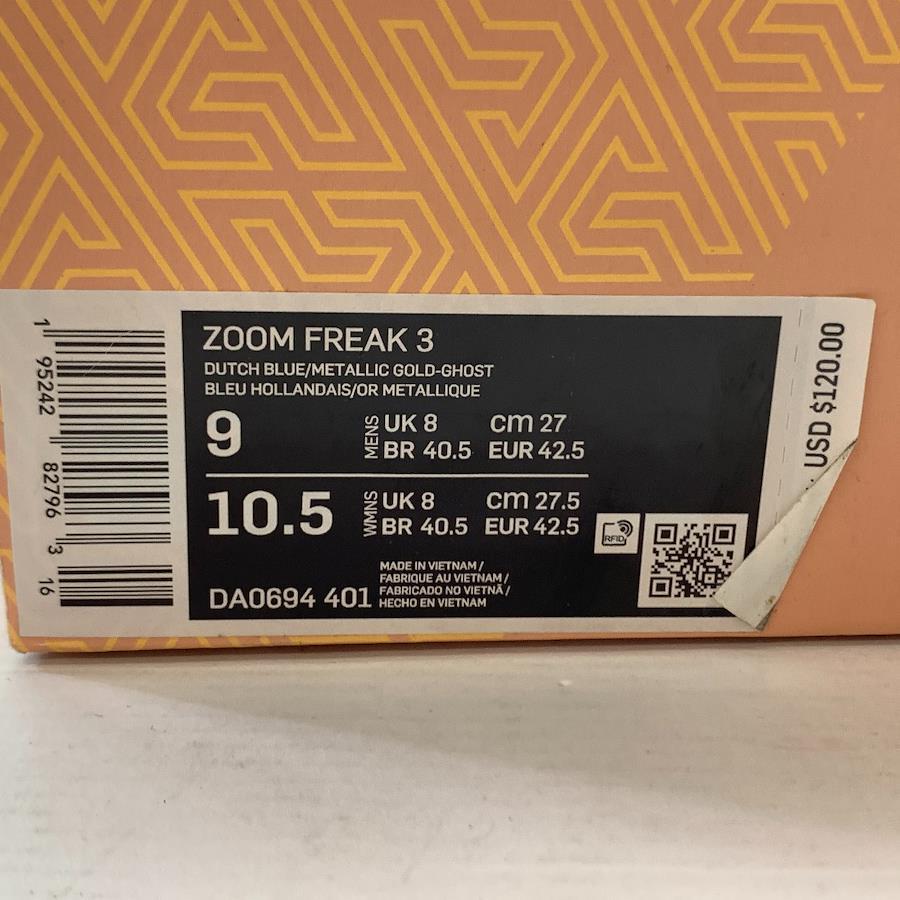 ZOOM FREAK 3
DUTCH BLUE/METALLIC GOLD-GHOST
BLEU HOLLANDAIS/OR METALLIQUE
9
MENS
UK 8 cm 27
BR 40.5 EUR 42.5
10.5
WMNS
UK 8 cm 27.5
BR 40.5 EUR 42.5
RFID
DA0694 401
MADE IN VIETNAM /
FABRIQUE AU VIETNAM /
FABRICADO NO VIETNÃ /
HECHO EN VIETNAM
1 95242 82796 3 16
USD $120.00